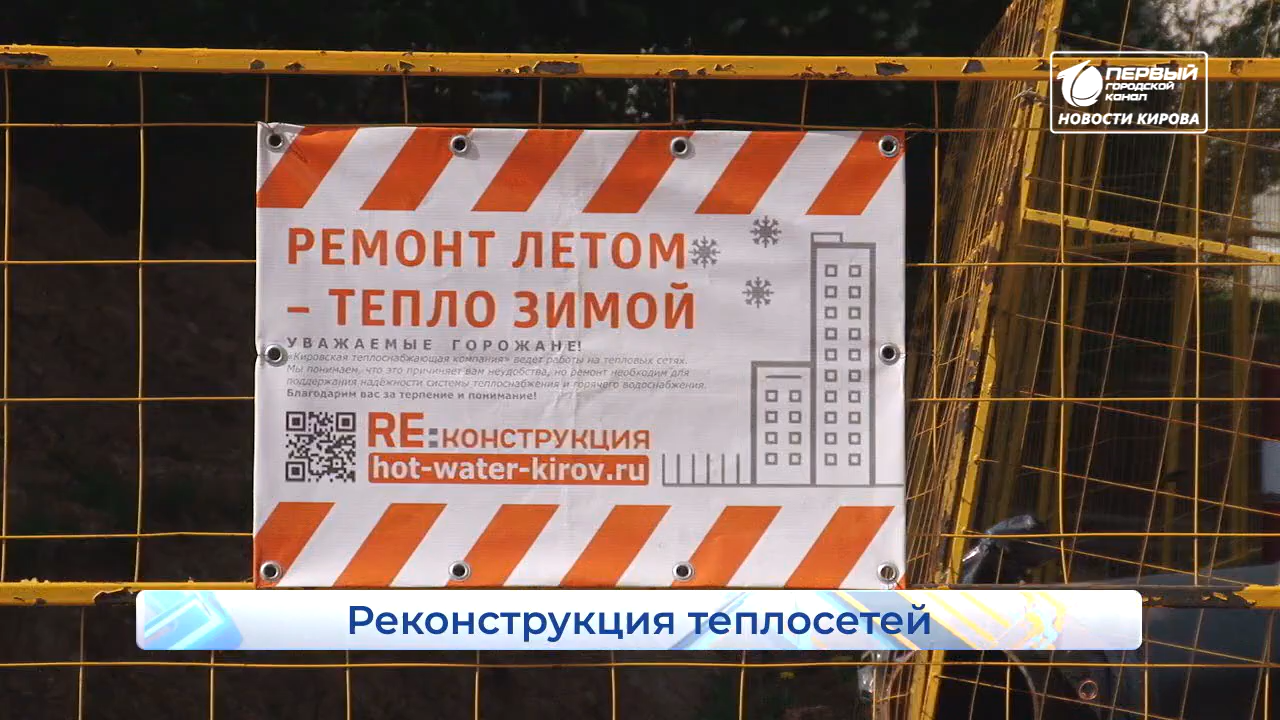 ПЕРВЫЙ
ГОРОДСКОЙ
КАНАЛ
НОВОСТИ КИРОВА
РЕМОНТ ЛЕТОМ
– ТЕПЛО ЗИМОЙ
УВАЖАЕМЫЕ ГОРОЖАНЕ!
«Кировская теплоснабжающая компания» ведет работы на тепловых сетях.
Мы понимаем, что это причиняет вам неудобства, но ремонт необходим для
поддержания надёжности системы теплоснабжения и горячего водоснабжения.
Благодарим вас за терпение и понимание!
RE:КОНСТРУКЦИЯ
hot-water-kirov.ru
Реконструкция теплосетей